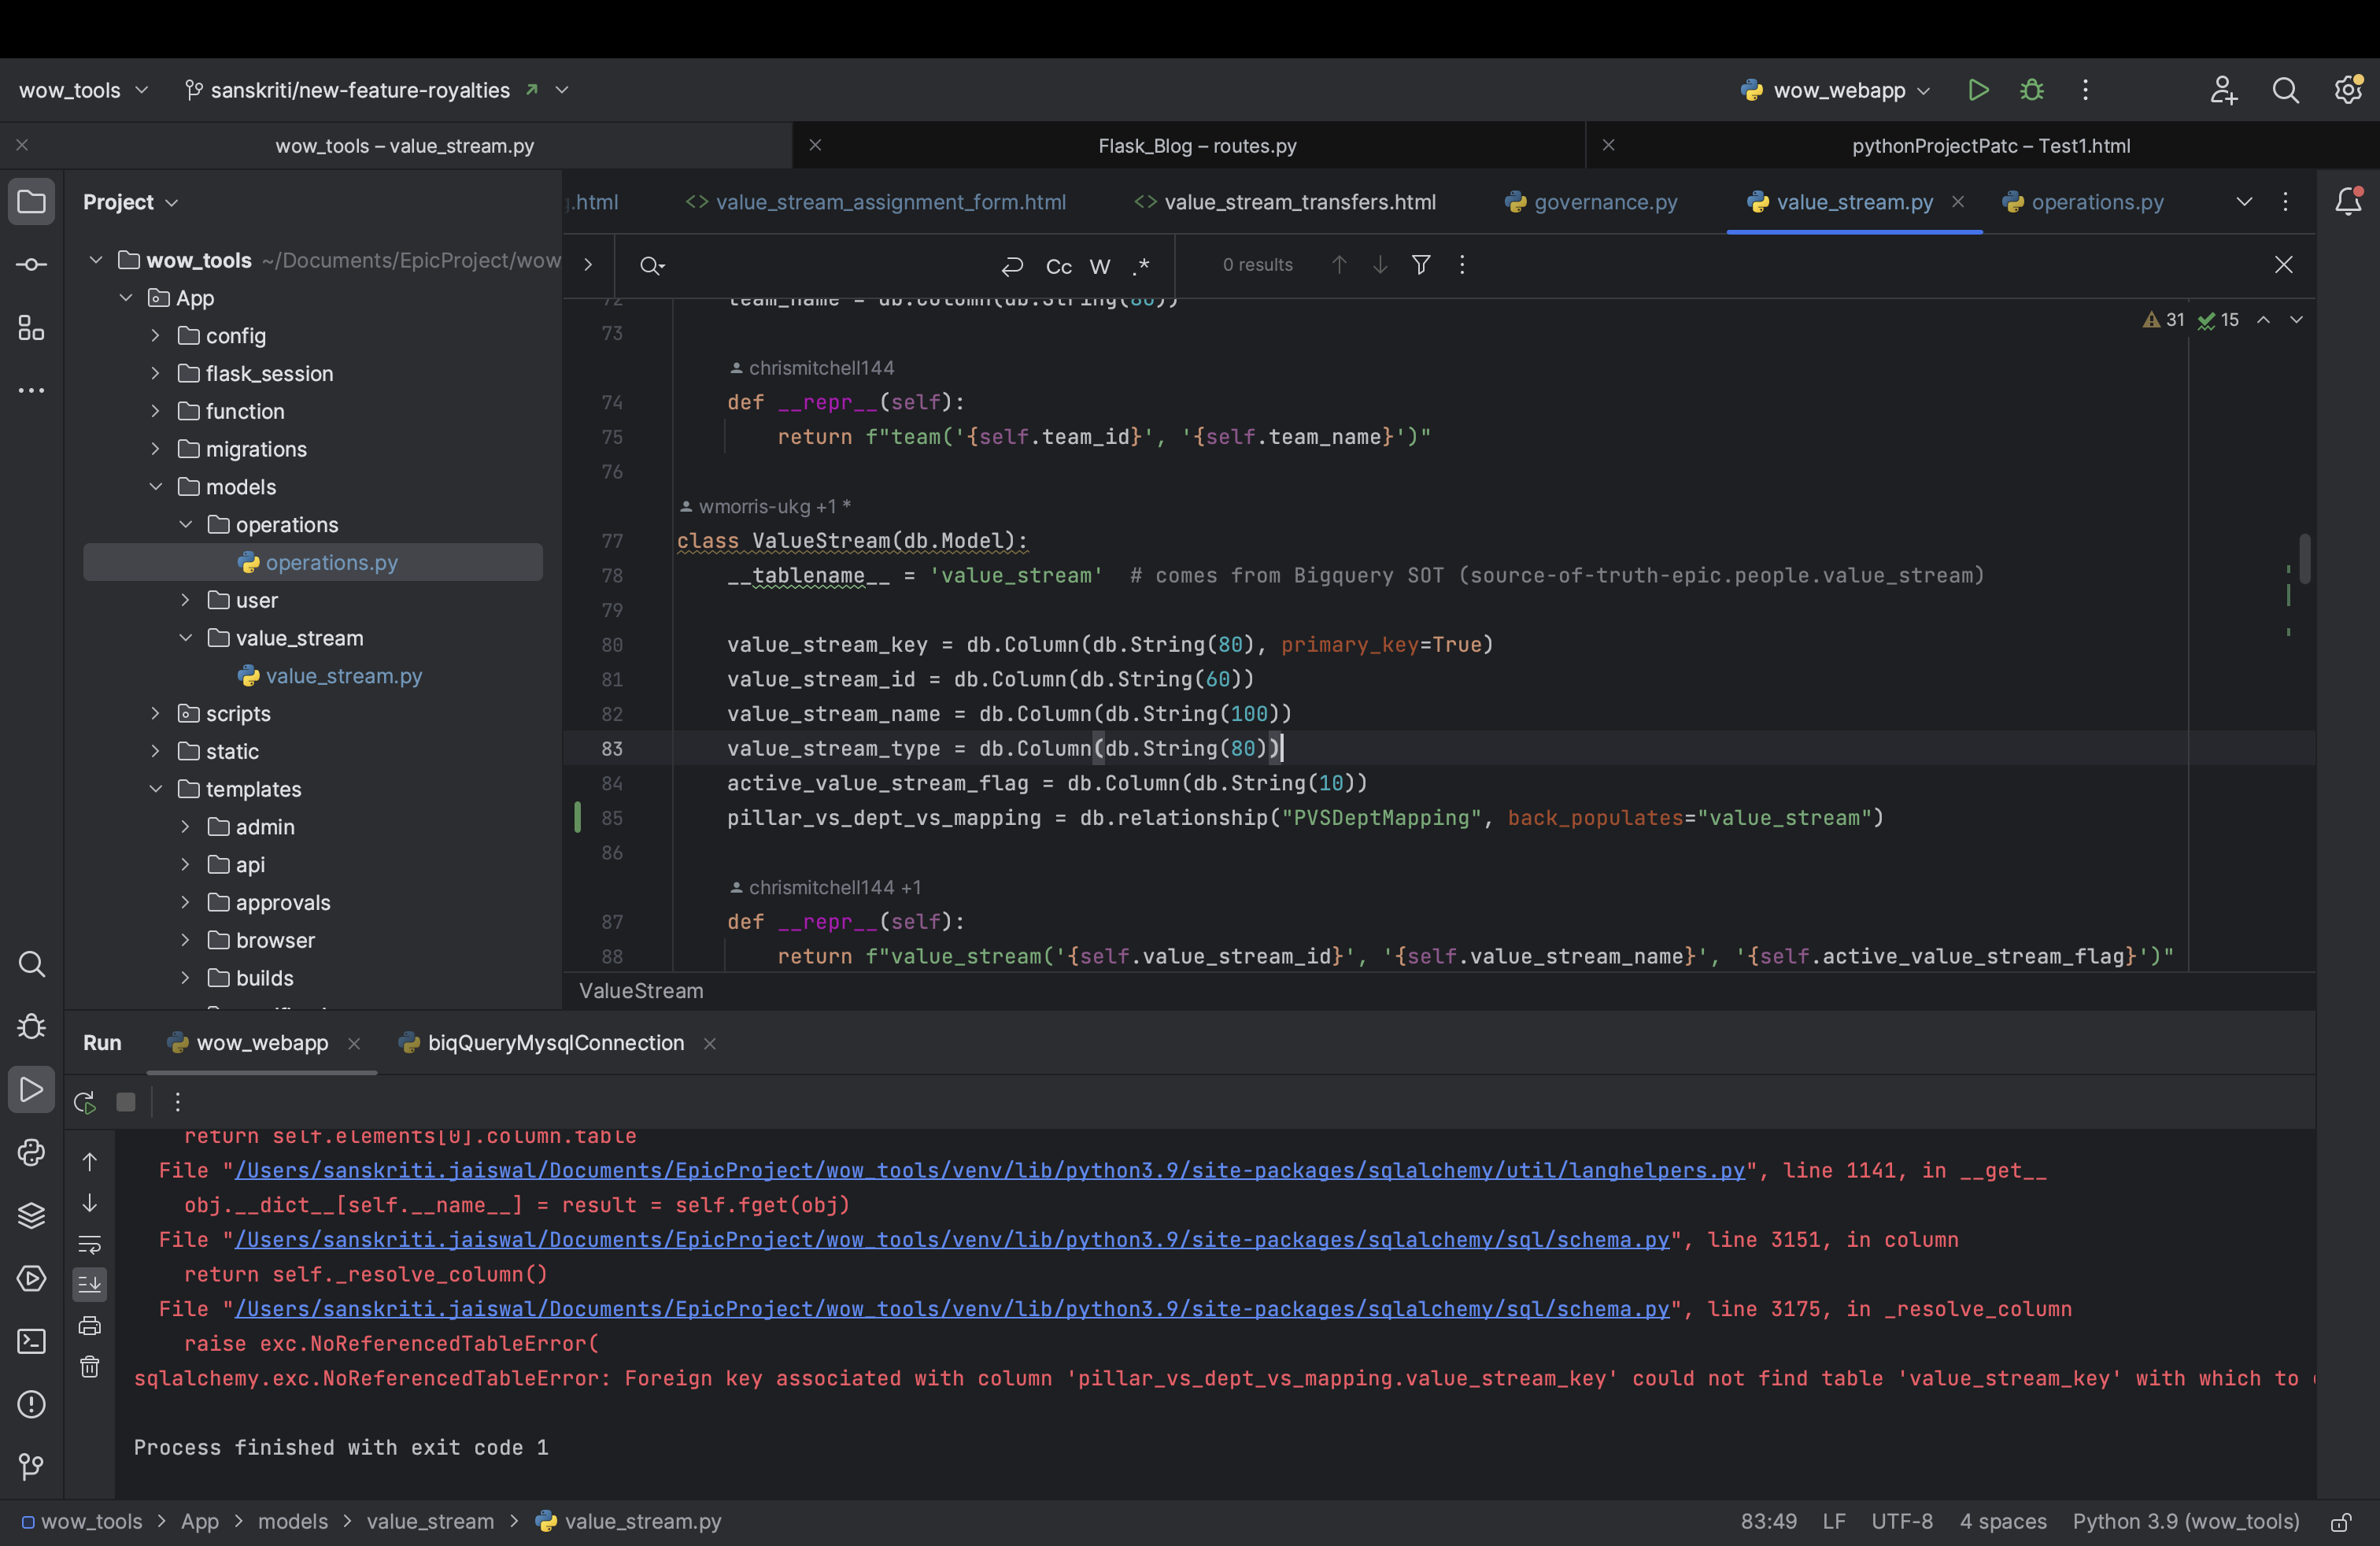 wow_tools
sanskriti/new-feature-royalties
wow_webapp
wow_tools – value_stream.py
Flask_Blog – routes.py
pythonProjectPatc – Test1.html
Project
.html
<> value_stream_assignment_form.html
<> value_stream_transfers.html
governance.py
value_stream.py
operations.py
wow_tools ~/Documents/EpicProject/wow
App
config
flask_session
function
migrations
models
operations
operations.py
user
value_stream
value_stream.py
scripts
static
templates
admin
api
approvals
browser
builds
Cc W .* 0 results
31 15
72 team_name = db.Column(db.String(80))
73
chrismitchell144
74 def __repr__(self):
75 return f"team('{self.team_id}', '{self.team_name}')"
76
wmorris-ukg +1 *
77 class ValueStream(db.Model):
78 __tablename__ = 'value_stream' # comes from Bigquery SOT (source-of-truth-epic.people.value_stream)
79
80 value_stream_key = db.Column(db.String(80), primary_key=True)
81 value_stream_id = db.Column(db.String(60))
82 value_stream_name = db.Column(db.String(100))
83 value_stream_type = db.Column(db.String(80))
84 active_value_stream_flag = db.Column(db.String(10))
85 pillar_vs_dept_vs_mapping = db.relationship("PVSDeptMapping", back_populates="value_stream")
86
chrismitchell144 +1
87 def __repr__(self):
88 return f"value_stream('{self.value_stream_id}', '{self.value_stream_name}', '{self.active_value_stream_flag}')"
ValueStream
Run
wow_webapp
biqQueryMysqlConnection
return self.elements[0].column.table
File "/Users/sanskriti.jaiswal/Documents/EpicProject/wow_tools/venv/lib/python3.9/site-packages/sqlalchemy/util/langhelpers.py", line 1141, in __get__
obj.__dict__[self.__name__] = result = self.fget(obj)
File "/Users/sanskriti.jaiswal/Documents/EpicProject/wow_tools/venv/lib/python3.9/site-packages/sqlalchemy/sql/schema.py", line 3151, in column
return self._resolve_column()
File "/Users/sanskriti.jaiswal/Documents/EpicProject/wow_tools/venv/lib/python3.9/site-packages/sqlalchemy/sql/schema.py", line 3175, in _resolve_column
raise exc.NoReferencedTableError(
sqlalchemy.exc.NoReferencedTableError: Foreign key associated with column 'pillar_vs_dept_vs_mapping.value_stream_key' could not find table 'value_stream_key' with which to
Process finished with exit code 1
wow_tools > App > models > value_stream > value_stream.py
83:49 LF UTF-8 4 spaces Python 3.9 (wow_tools)